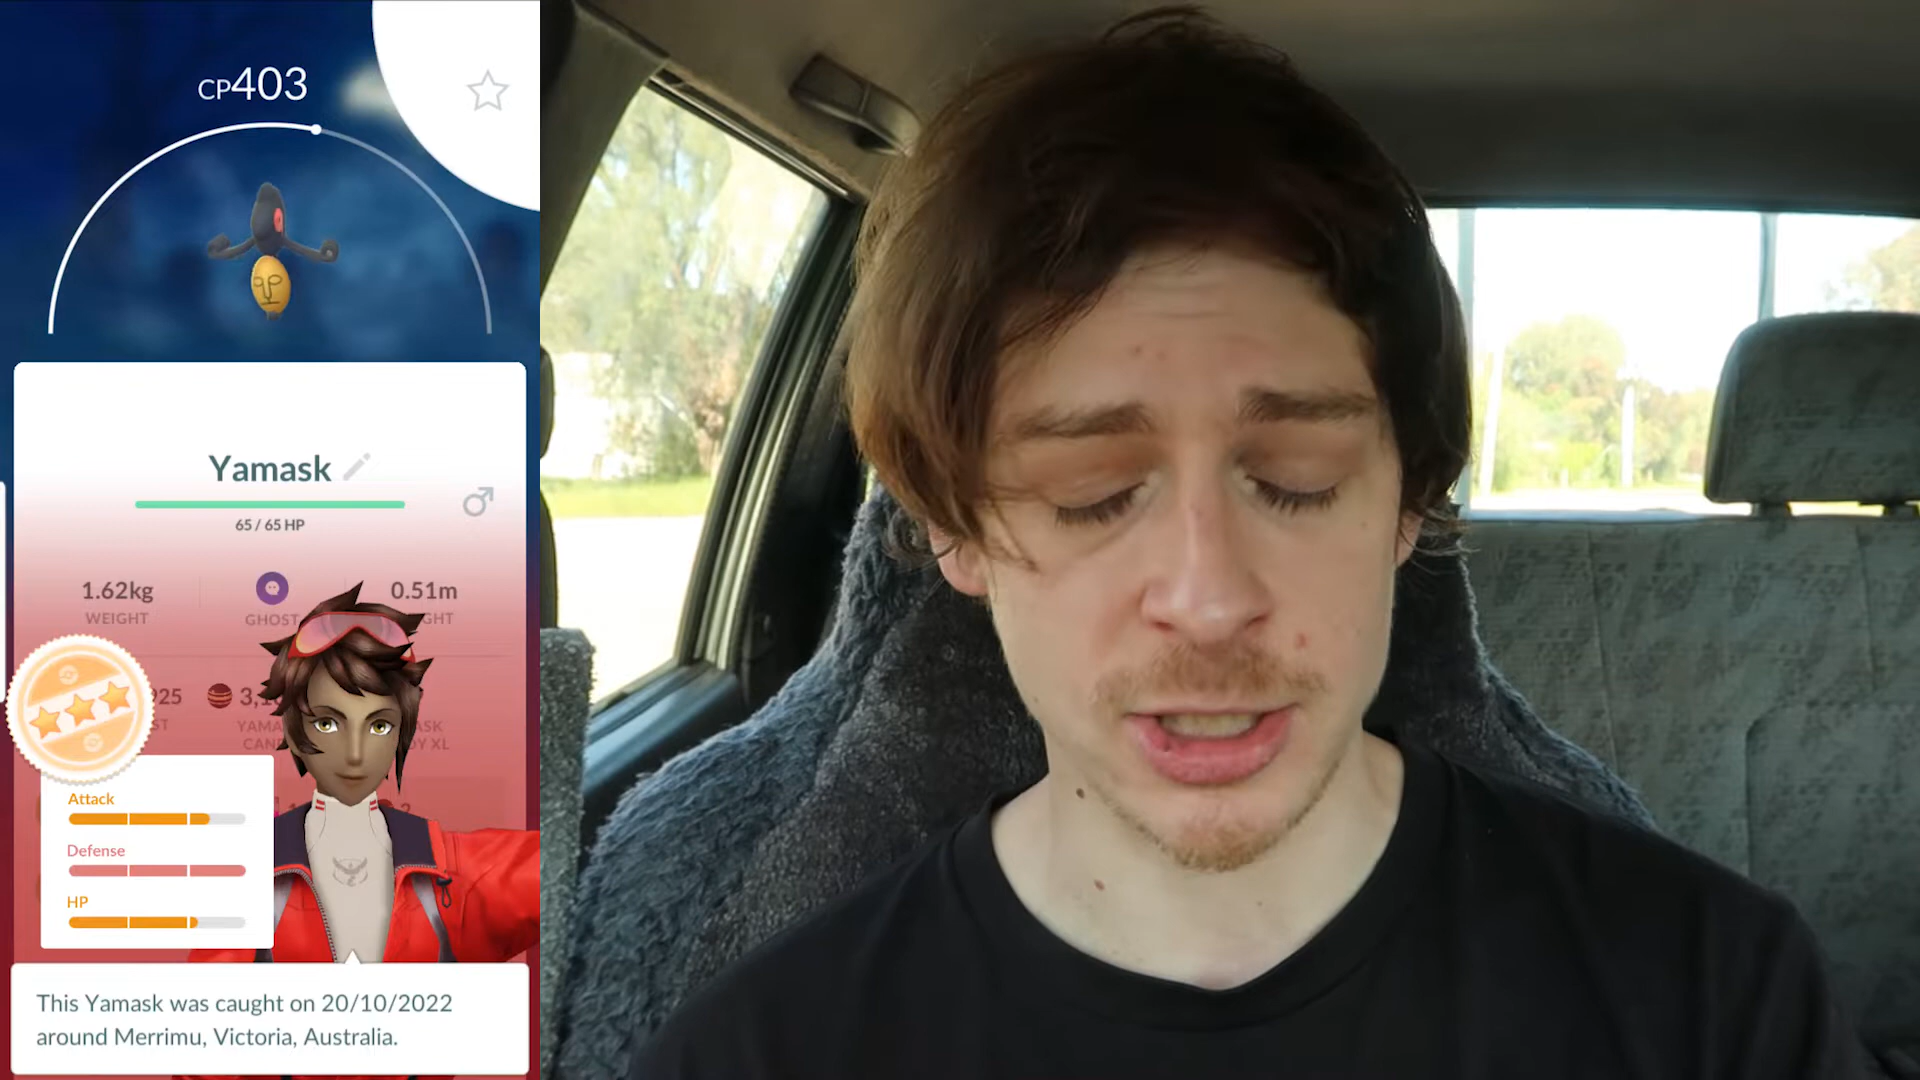 CP403
Yamask
65 / 65 HP
1.62kg
0.51m
WEIGHT
GHOST
Attack
Defense
HP
This Yamask was caught on 20/10/2022
around Merrimu, Victoria, Australia.